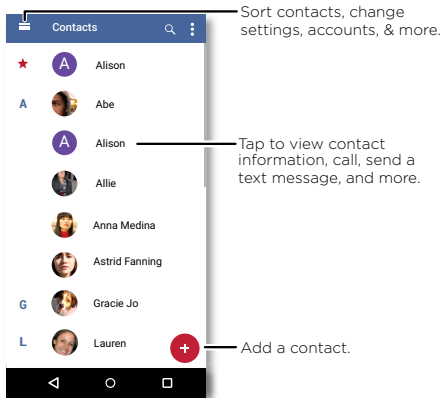 Sort contacts, change
settings, accounts, & more.
Contacts
A Alison
A Abe
A Alison
Tap to view contact
information, call, send a
text message, and more.
Allie
Anna Medina
Astrid Fanning
G Gracie Jo
L Lauren
+
Add a contact.